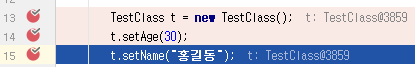 13 TestClass t = new TestClass(); t: TestClass@3859
14 t.setAge(30);
15 t.setName("홍길동"); t: TestClass@3859